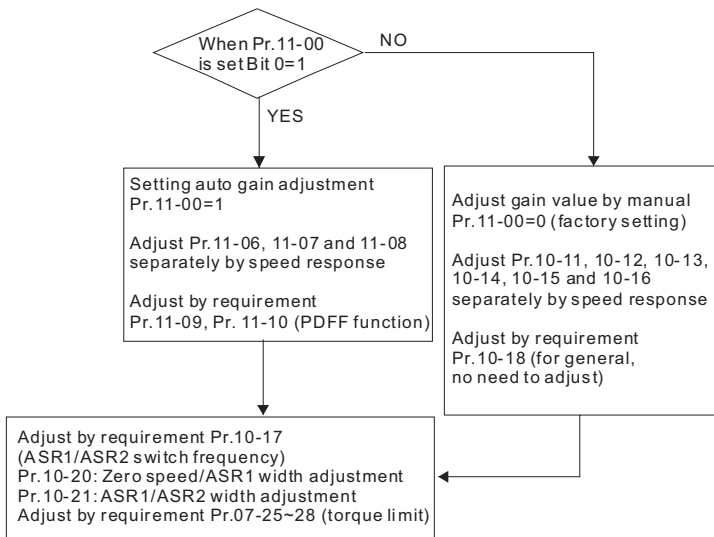 When Pr.11-00
is set Bit 0=1
NO
YES
Setting auto gain adjustment
Pr.11-00=1
Adjust Pr.11-06, 11-07 and 11-08
separately by speed response
Adjust by requirement
Pr.11-09, Pr. 11-10 (PDFF function)
Adjust gain value by manual
Pr.11-00=0 (factory setting)
Adjust Pr.10-11, 10-12, 10-13,
10-14, 10-15 and 10-16
separately by speed response
Adjust by requirement
Pr.10-18 (for general,
no need to adjust)
Adjust by requirement Pr.10-17
(ASR1/ASR2 switch frequency)
Pr.10-20: Zero speed/ASR1 width adjustment
Pr.10-21: ASR1/ASR2 width adjustment
Adjust by requirement Pr.07-25~28 (torque limit)